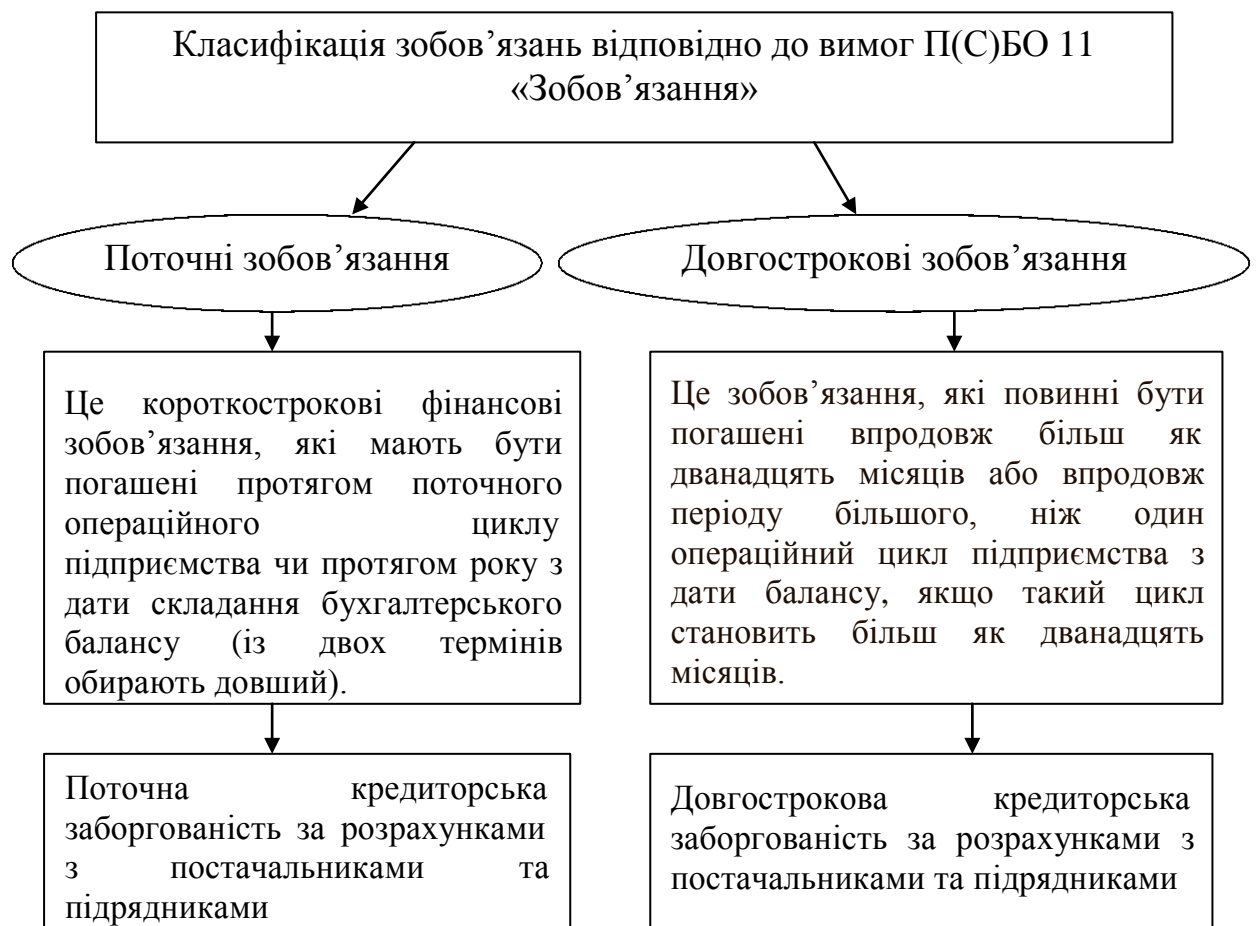 Класифікація зобов’язань відповідно до вимог П(С)БО 11
«Зобов’язання»
Поточні зобов’язання
Довгострокові зобов’язання
Це короткострокові фінансові
зобов’язання, які мають бути
погашені протягом поточного
операційного циклу
підприємства чи протягом року з
дати складання бухгалтерського
балансу (із двох термінів
обирають довший).
Це зобов’язання, які повинні бути
погашені впродовж більш як
дванадцять місяців або впродовж
періоду більшого, ніж один
операційний цикл підприємства з
дати балансу, якщо такий цикл
становить більш як дванадцять
місяців.
Поточна кредиторська
заборгованість за розрахунками
з постачальниками та
підрядниками
Довгострокова кредиторська
заборгованість за розрахунками з
постачальниками та підрядниками